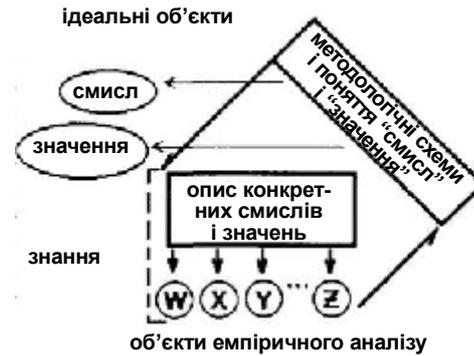 ідеальні об’єкти
методологічні схеми
і поняття “смисл”
і “значення”
смисл
значення
опис конкрет-
них смислів
і значень
знання
W X Y ... Z
об’єкти емпіричного аналізу